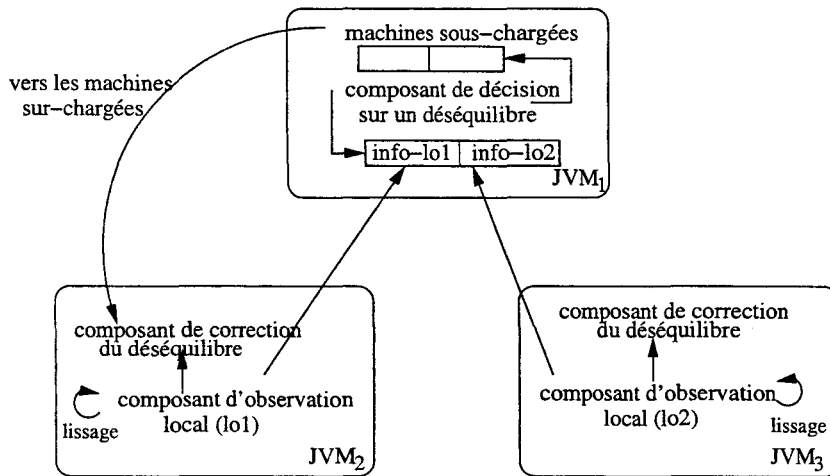 machines sous-chargées
vers les machines
sur-chargées
composant de décision
sur un déséquilibre
info-lo1 info-lo2
JVM1
composant de correction
du déséquilibre
composant d'observation
local (lo1)
lissage
JVM2
composant de correction
du déséquilibre
composant d'observation
local (lo2)
lissage
JVM3